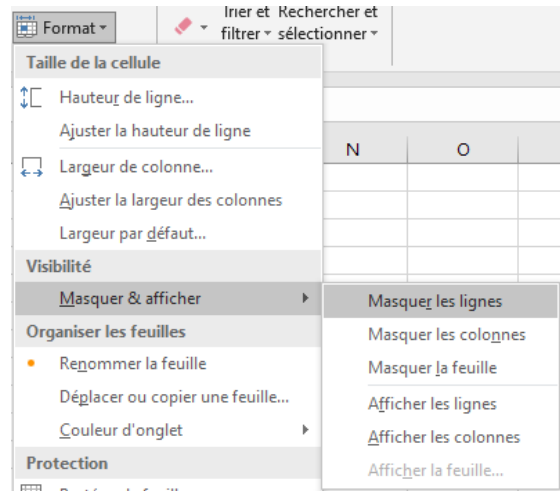 Trier et Rechercher et
Format
filtrer sélectionner
Taille de la cellule
Hauteur de ligne...
Ajuster la hauteur de ligne
N O
Largeur de colonne...
Ajuster la largeur des colonnes
Largeur par défaut...
Visibilité
Masquer & afficher
Organiser les feuilles
Renommer la feuille
Déplacer ou copier une feuille...
Couleur d'onglet
Protection
Masquer les lignes
Masquer les colonnes
Masquer la feuille
Afficher les lignes
Afficher les colonnes
Afficher la feuille...